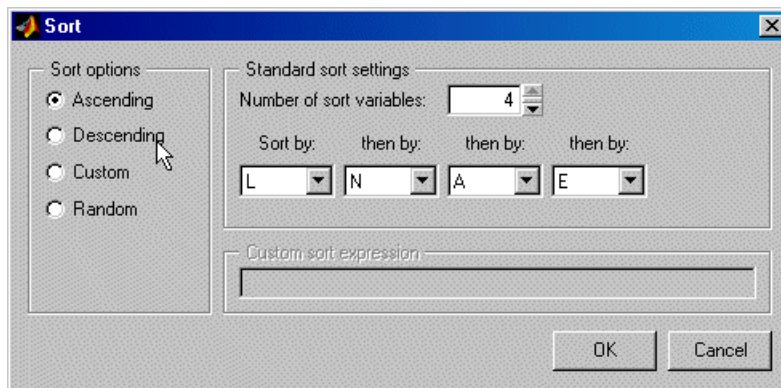 Sort
Sort options
Ascending
Descending
Custom
Random
Standard sort settings
Number of sort variables: 4
Sort by: then by: then by: then by:
L N A E
Custom sort expression
OK Cancel